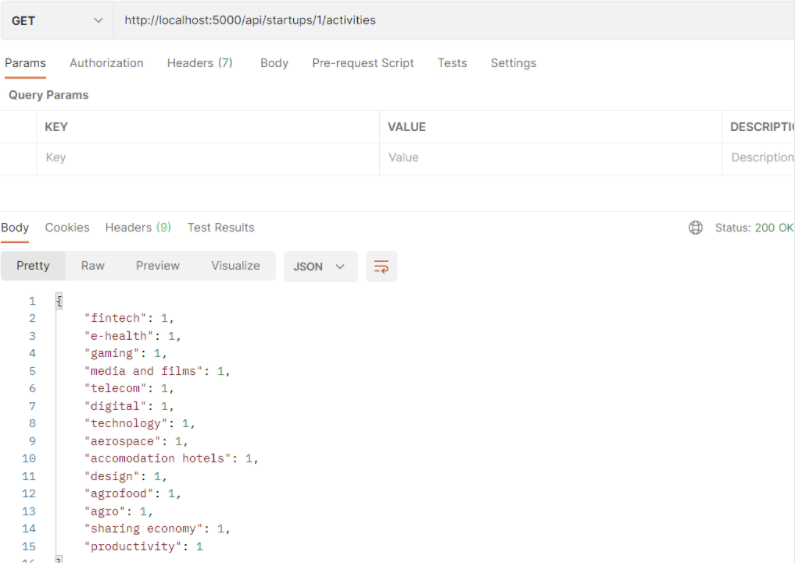 GET http://localhost:5000/api/startups/1/activities
Params Authorization Headers (7) Body Pre-request Script Tests Settings
Query Params
KEY VALUE DESCRIPTI
Key Value Description
Body Cookies Headers (9) Test Results Status: 200 OK
Pretty Raw Preview Visualize JSON
1 {
2 "fintech": 1,
3 "e-health": 1,
4 "gaming": 1,
5 "media and films": 1,
6 "telecom": 1,
7 "digital": 1,
8 "technology": 1,
9 "aerospace": 1,
10 "accomodation hotels": 1,
11 "design": 1,
12 "agrofood": 1,
13 "agro": 1,
14 "sharing economy": 1,
15 "productivity": 1
16 }